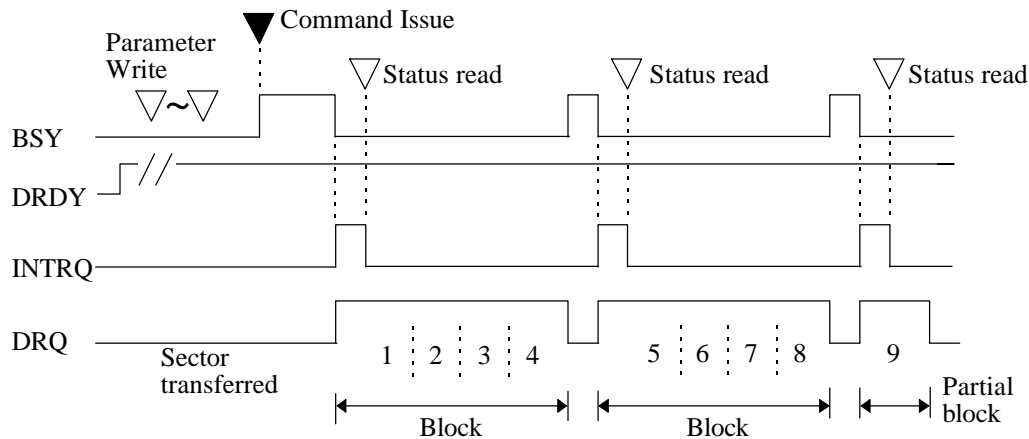 Command Issue
Parameter
Write
Status read
Status read
Status read
BSY
DRDY
INTRQ
DRQ
1 2 3 4 5 6 7 8 9
Sector
transferred
Block
Block
Partial
block